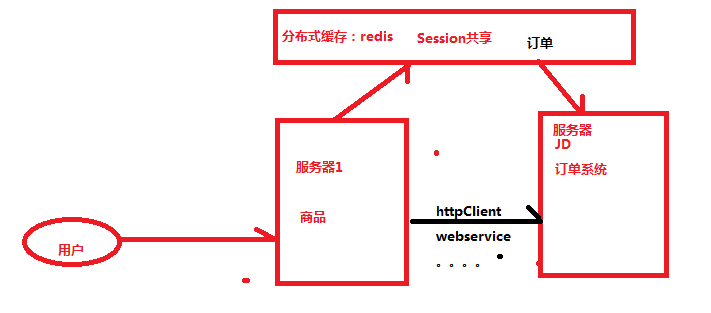 分布式缓存：redis Session共享 订单
服务器1
商品
用户
httpClient
webservice
。。。。
服务器
JD
订单系统